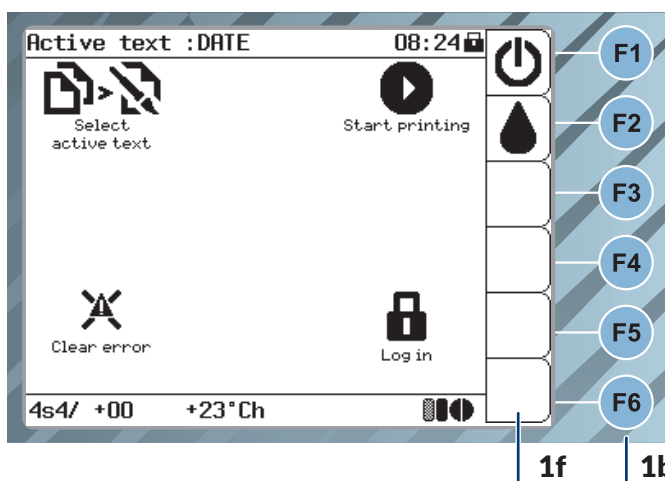 Active text :DATE 08:24
F1
Select
active text
Start printing
F2
F3
F4
Clear error
Log in
F5
4s4/ +00 +23°Ch
F6
1f 1b